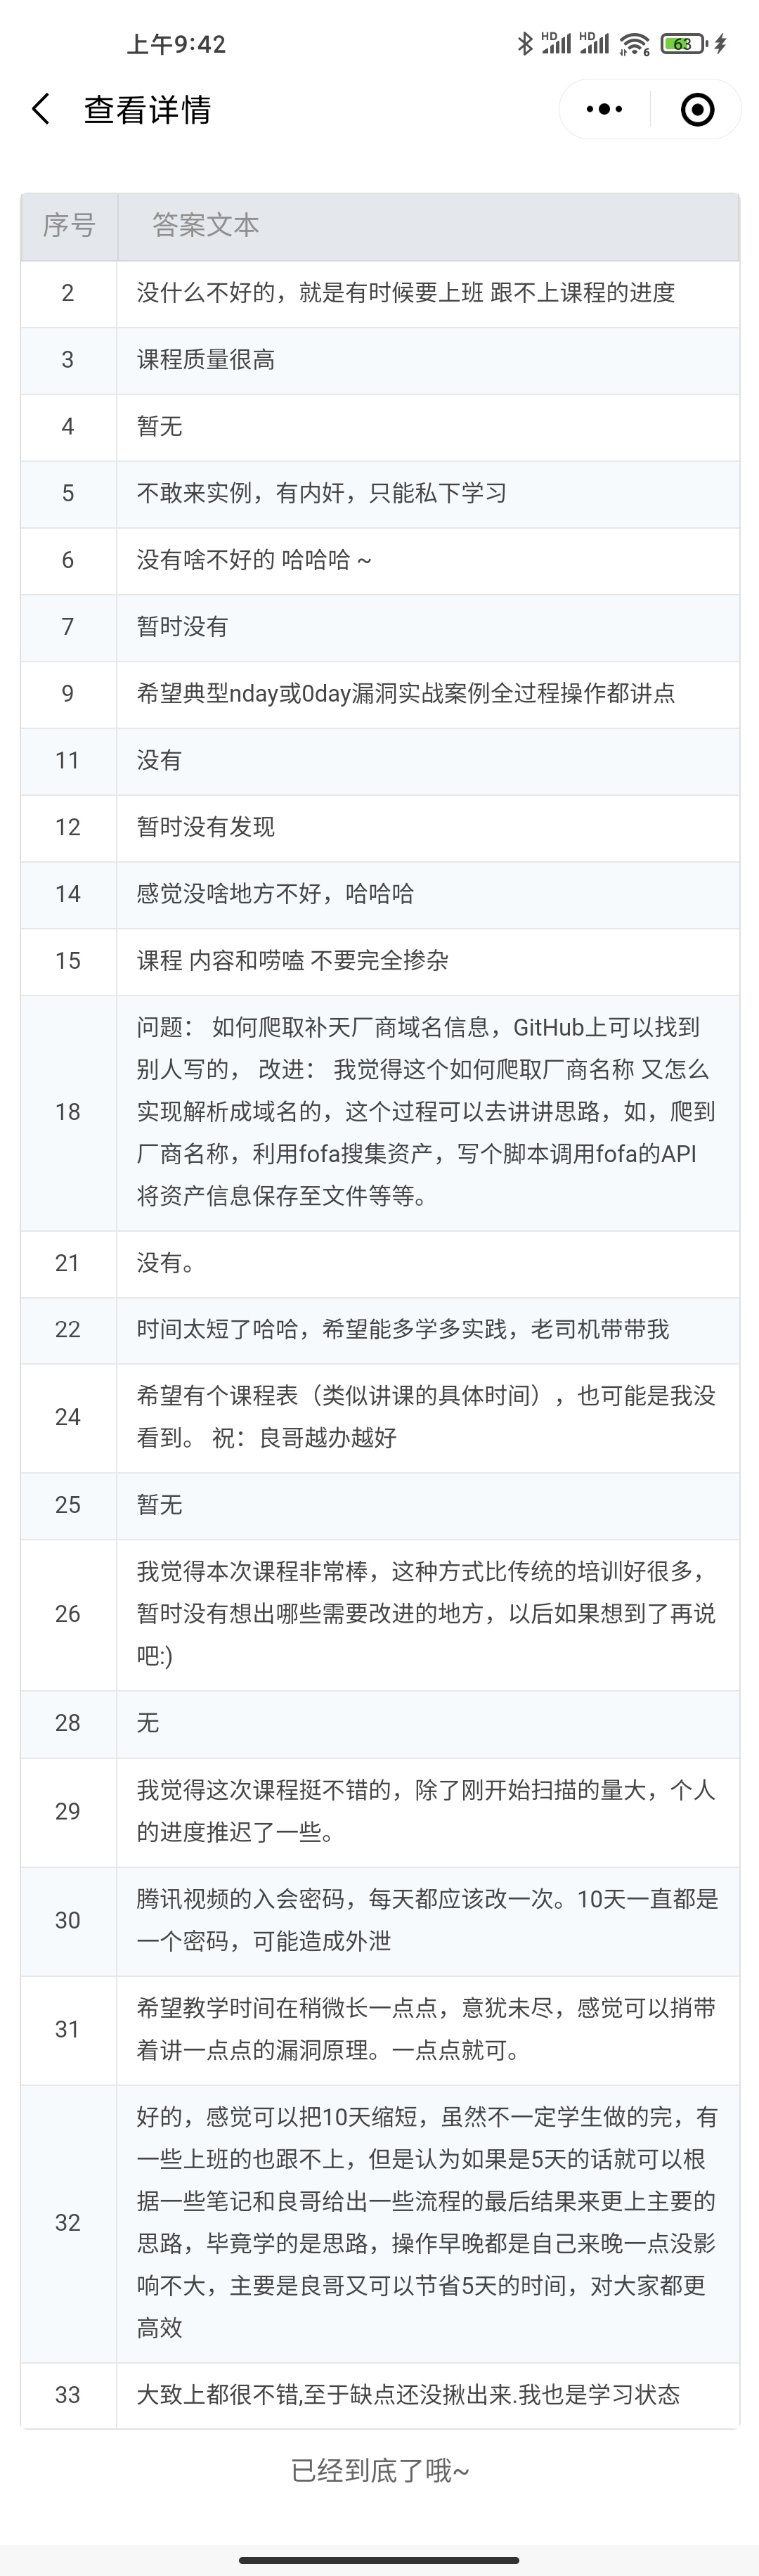 上午9:42
HD HD 6 63
查看详情
序号 答案文本
2 没什么不好的，就是有时候要上班 跟不上课程的进度
3 课程质量很高
4 暂无
5 不敢来实例，有内奸，只能私下学习
6 没有啥不好的 哈哈哈 ~
7 暂时没有
9 希望典型nday或0day漏洞实战案例全过程操作都讲点
11 没有
12 暂时没有发现
14 感觉没啥地方不好，哈哈哈
15 课程 内容和唠嗑 不要完全掺杂
18 问题： 如何爬取补天厂商域名信息，GitHub上可以找到
别人写的， 改进： 我觉得这个如何爬取厂商名称 又怎么
实现解析成域名的，这个过程可以去讲讲思路，如，爬到
厂商名称，利用fofa搜集资产，写个脚本调用fofa的API
将资产信息保存至文件等等。
21 没有。
22 时间太短了哈哈，希望能多学多实践，老司机带带我
24 希望有个课程表（类似讲课的具体时间），也可能是我没
看到。 祝：良哥越办越好
25 暂无
26 我觉得本次课程非常棒，这种方式比传统的培训好很多，
暂时没有想出哪些需要改进的地方，以后如果想到了再说
吧:)
28 无
29 我觉得这次课程挺不错的，除了刚开始扫描的量大，个人
的进度推迟了一些。
30 腾讯视频的入会密码，每天都应该改一次。10天一直都是
一个密码，可能造成外泄
31 希望教学时间在稍微长一点点，意犹未尽，感觉可以捎带
着讲一点点的漏洞原理。一点点就可。
32 好的，感觉可以把10天缩短，虽然不一定学生做的完，有
一些上班的也跟不上，但是认为如果是5天的话就可以根
据一些笔记和良哥给出一些流程的最后结果来更上主要的
思路，毕竟学的是思路，操作早晚都是自己来晚一点没影
响不大，主要是良哥又可以节省5天的时间，对大家都更
高效
33 大致上都很不错,至于缺点还没揪出来.我也是学习状态
已经到底了哦~